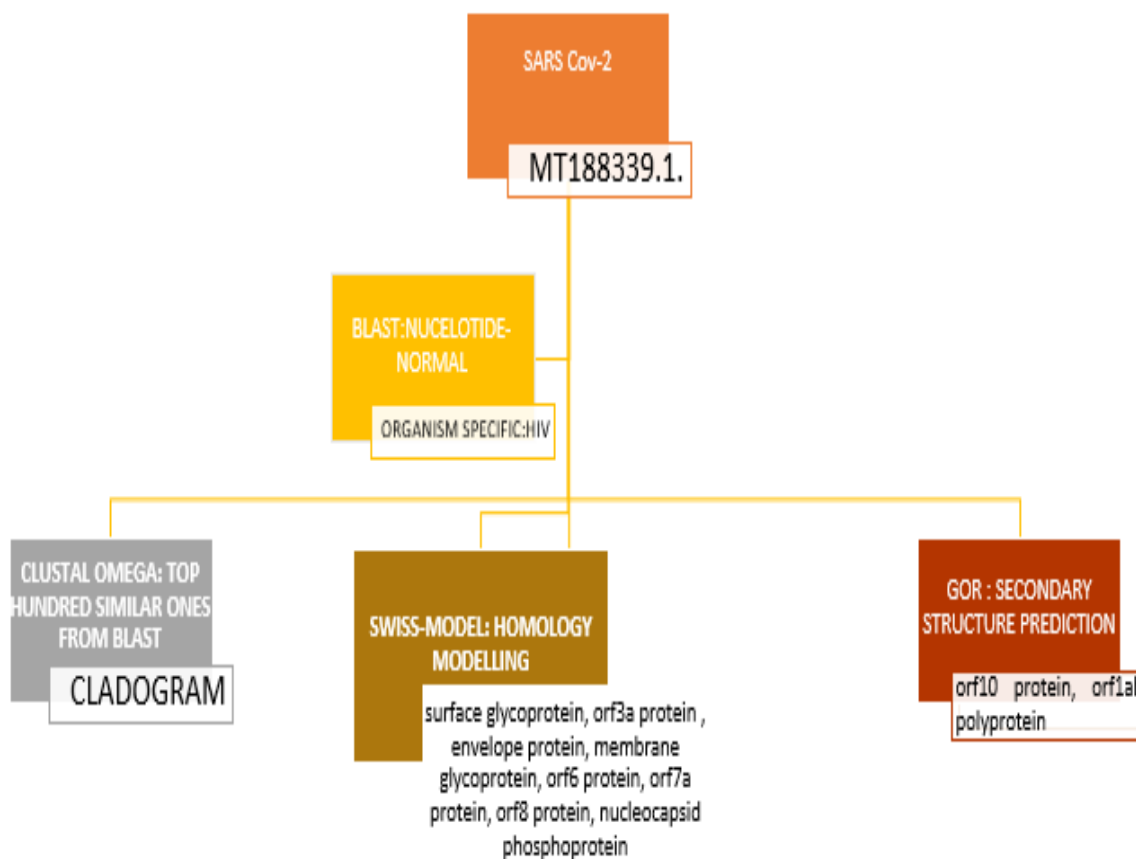 SARS Cov-2
MT188339.1.
BLAST:NUCELOTIDE-
NORMAL
ORGANISM SPECIFIC:HIV
CLUSTAL OMEGA: TOP
HUNDRED SIMILAR ONES
FROM BLAST
CLADOGRAM
SWISS-MODEL: HOMOLOGY
MODELLING
surface glycoprotein, orf3a protein ,
envelope protein, membrane
glycoprotein, orf6 protein, orf7a
protein, orf8 protein, nucleocapsid
phosphoprotein
GOR : SECONDARY
STRUCTURE PREDICTION
orf10 protein, orf1ab
polyprotein